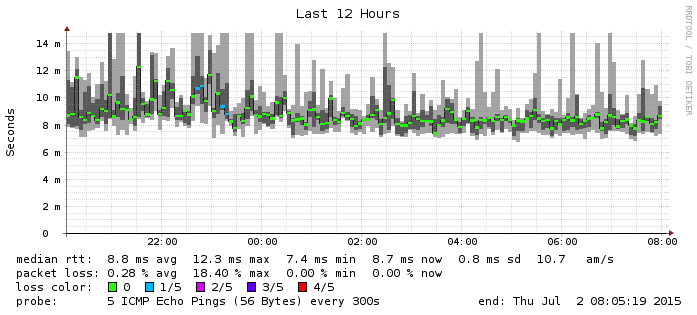 Last 12 Hours
RRDTOOL / TOBI OETIKER
Seconds
14 m
12 m
10 m
8 m
6 m
4 m
2 m
0
22:00 00:00 02:00 04:00 06:00 08:00
median rtt: 8.8 ms avg 12.3 ms max 7.4 ms min 8.7 ms now 0.8 ms sd 10.7 am/s
packet loss: 0.28 % avg 18.40 % max 0.00 % min 0.00 % now
loss color: 0 1/5 2/5 3/5 4/5
probe: 5 ICMP Echo Pings (56 Bytes) every 300s end: Thu Jul 2 08:05:19 2015